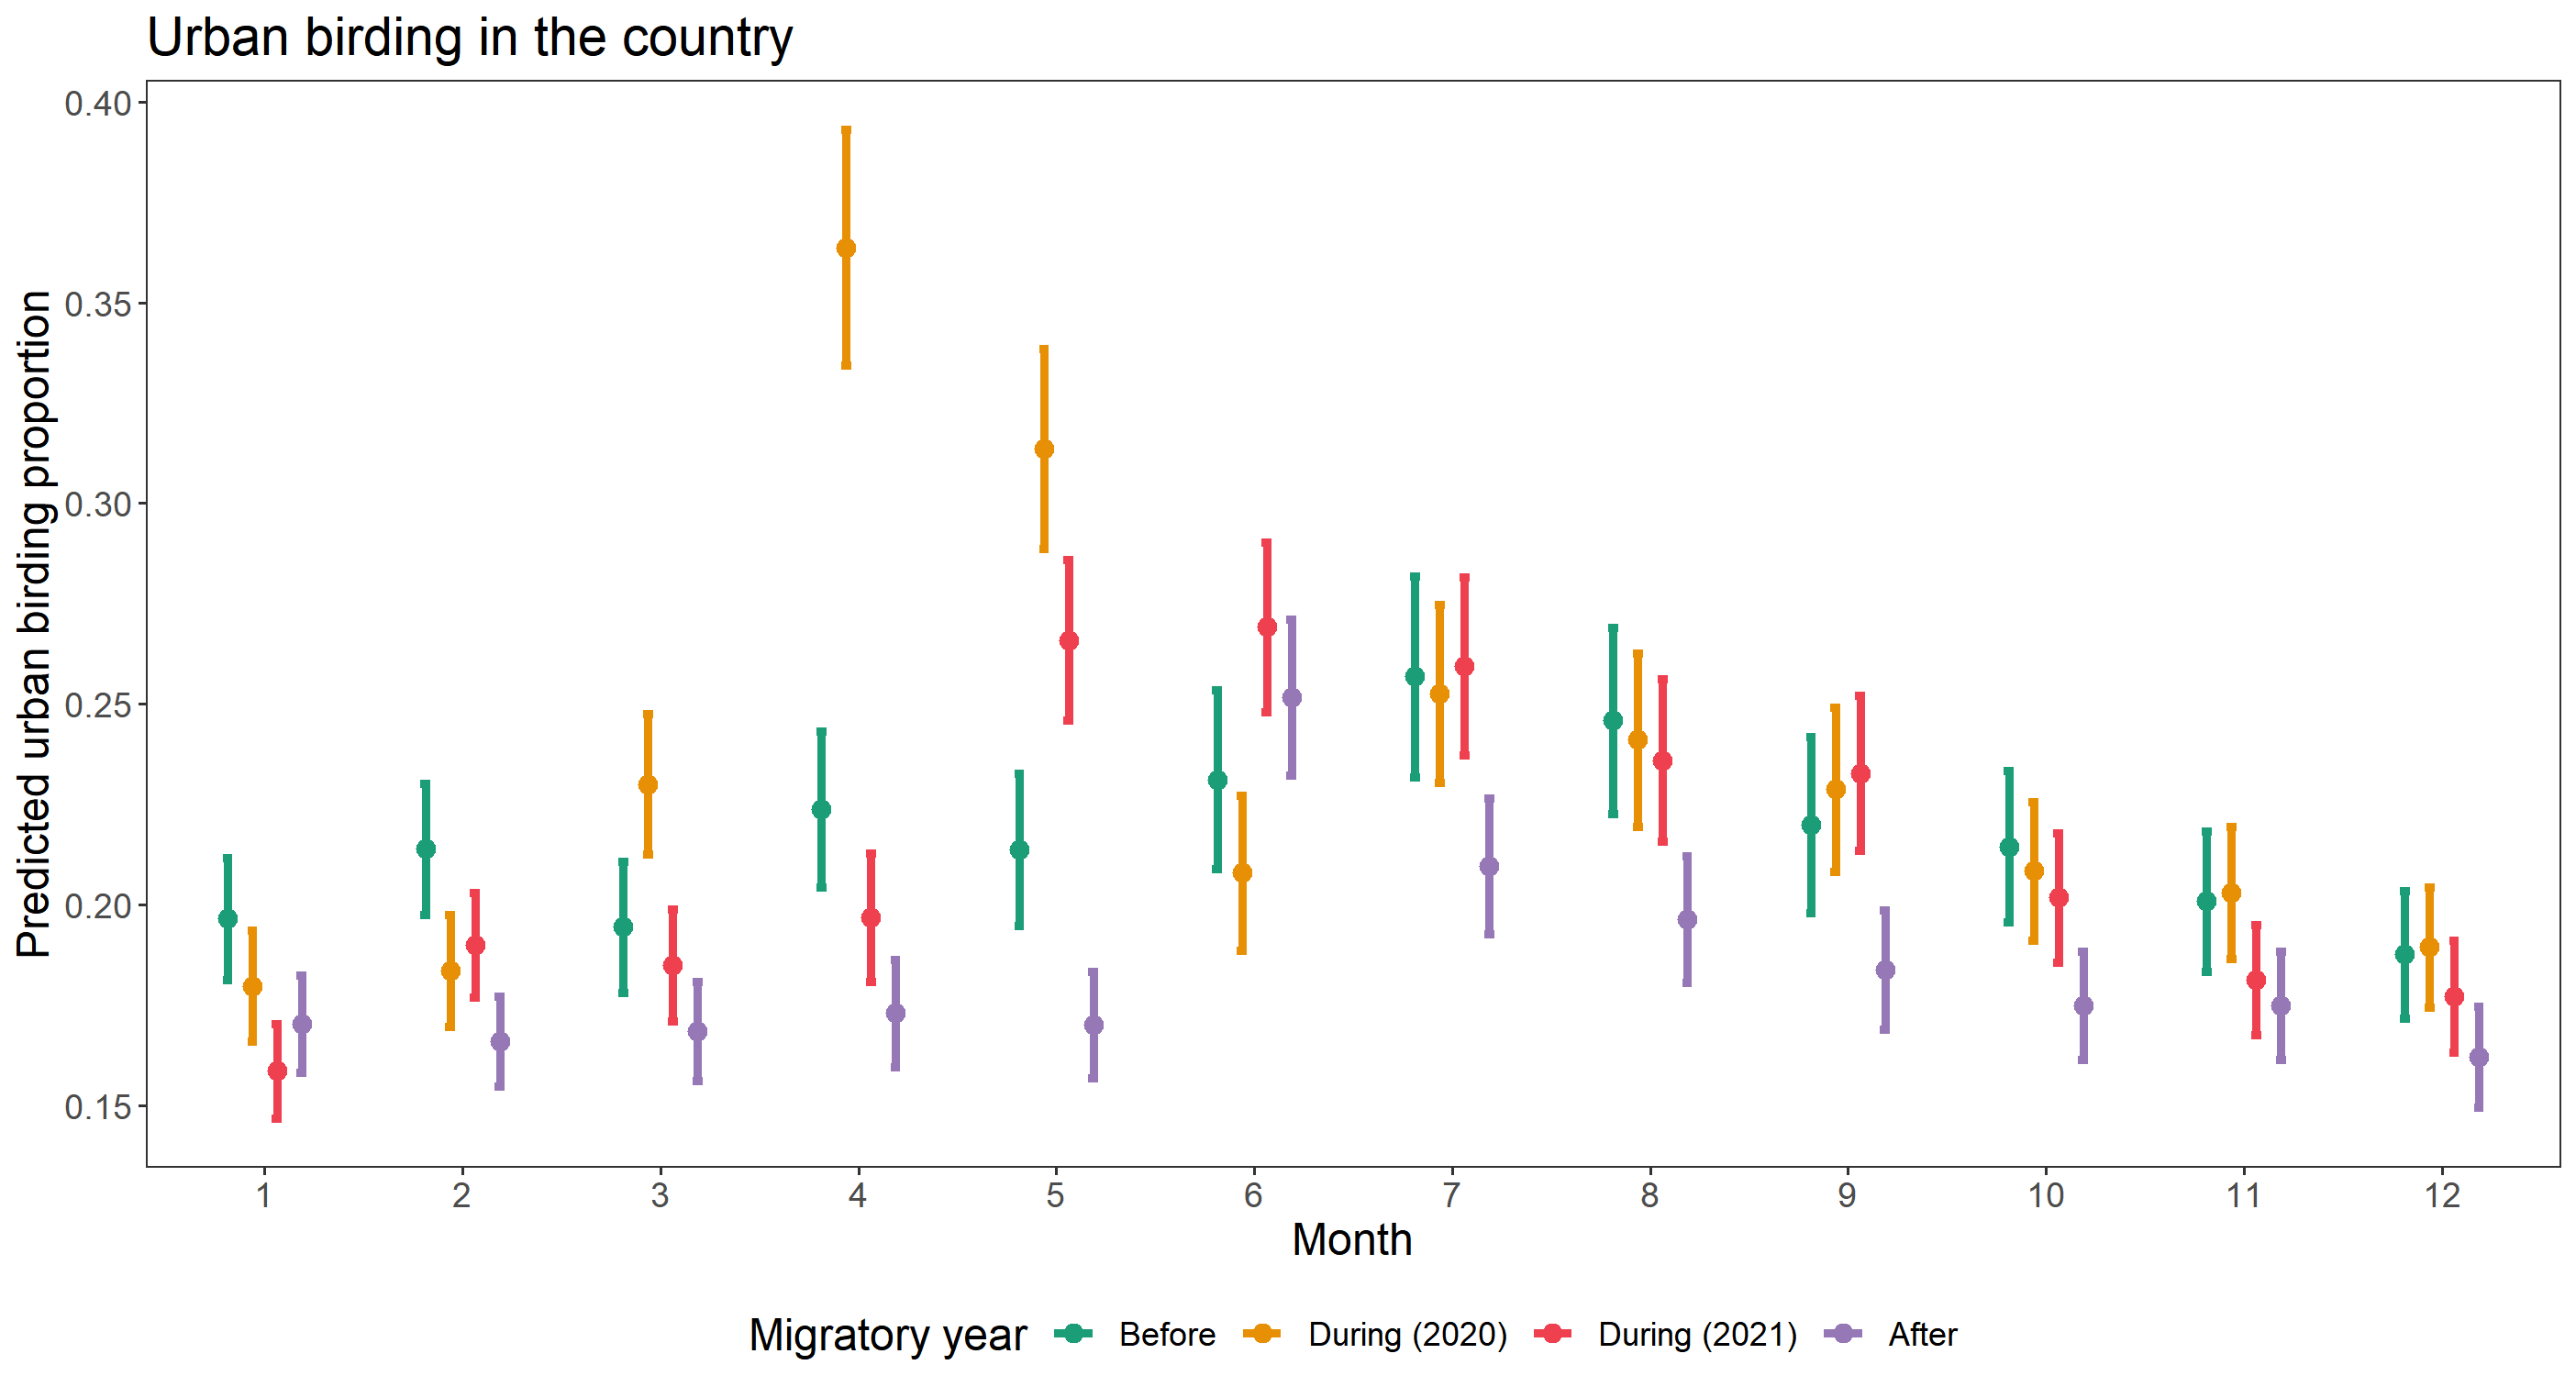 Urban birding in the country
Predicted urban birding proportion
0.40
0.35
0.30
0.25
0.20
0.15
1 2 3 4 5 6 7 8 9 10 11 12
Month
Migratory year Before During (2020) During (2021) After